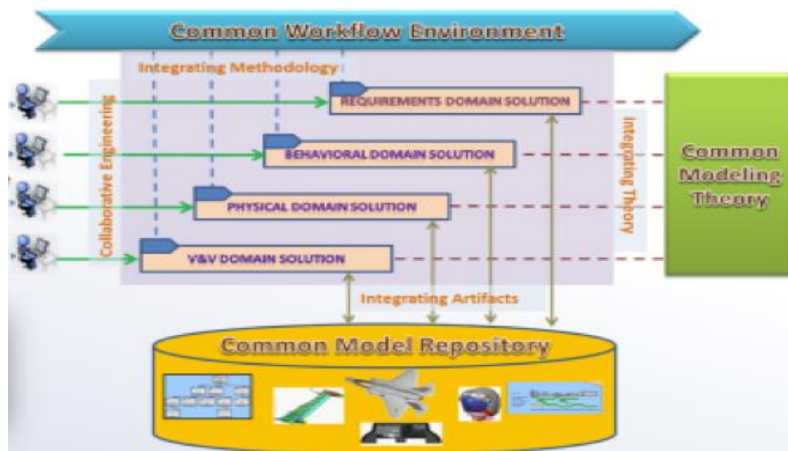 Common Workflow Environment
Integrating Methodology
REQUIREMENTS DOMAIN SOLUTION
BEHAVIORAL DOMAIN SOLUTION
PHYSICAL DOMAIN SOLUTION
V&V DOMAIN SOLUTION
Collaborative Engineering
Integrating Theory
Common
Modeling
Theory
Integrating Artifacts
Common Model Repository